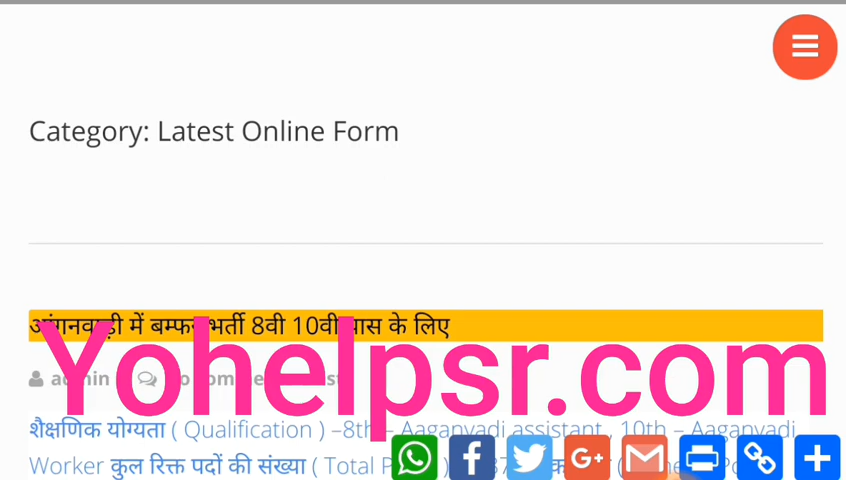 Category: Latest Online Form
आंगनवाड़ी में बम्फर भर्ती 8वी 10वी पास के लिए
Yohelpsr.com
admin
शैक्षणिक योग्यता ( Qualification ) –8th – Aaganvadi assistant , 10th – Aaganvadi
Worker कुल रिक्त पदों की संख्या ( Total
G+